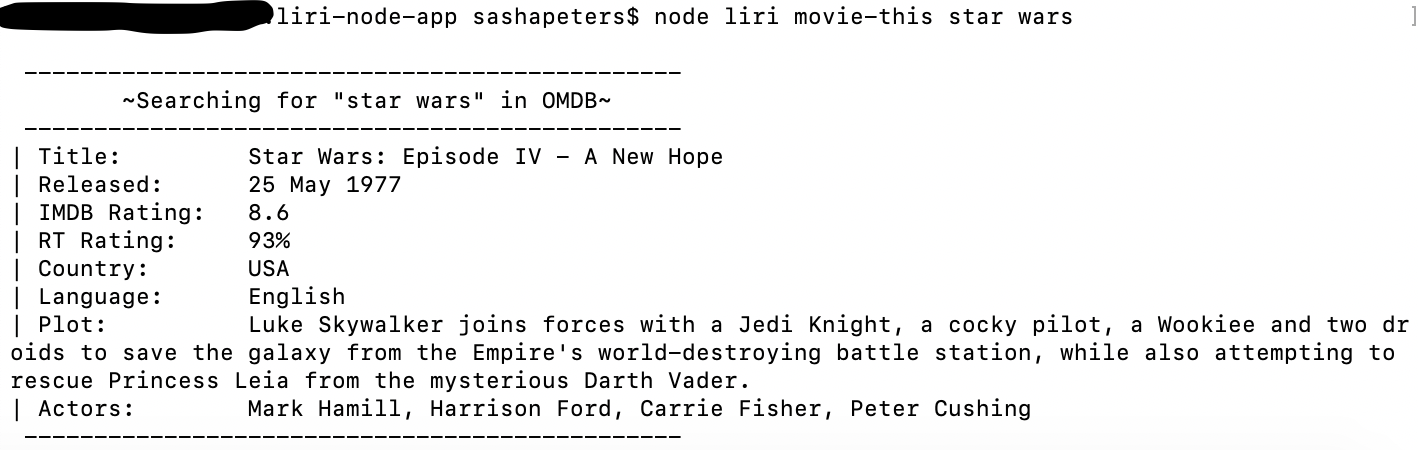 liri-node-app sashapeters$ node liri movie-this star wars
-----------------------------------------------
~Searching for "star wars" in OMDB~
-----------------------------------------------
| Title: Star Wars: Episode IV - A New Hope
| Released: 25 May 1977
| IMDB Rating: 8.6
| RT Rating: 93%
| Country: USA
| Language: English
| Plot: Luke Skywalker joins forces with a Jedi Knight, a cocky pilot, a Wookiee and two dr
oids to save the galaxy from the Empire's world-destroying battle station, while also attempting to
rescue Princess Leia from the mysterious Darth Vader.
| Actors: Mark Hamill, Harrison Ford, Carrie Fisher, Peter Cushing
-----------------------------------------------